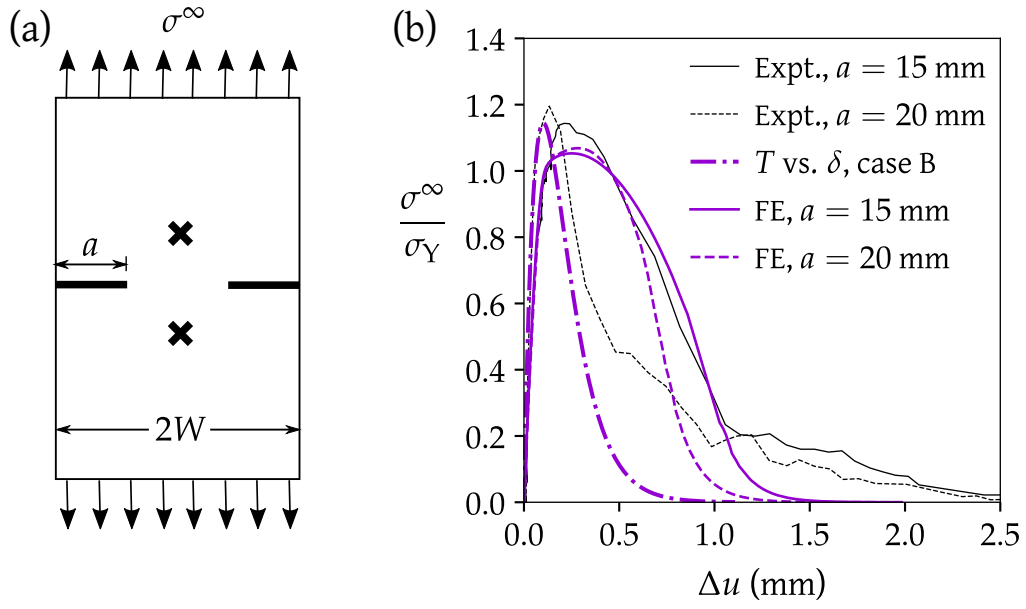 (a)
σ∞
a
2W
(b)
σ∞
σY
1.4
1.2
1.0
0.8
0.6
0.4
0.2
0.0
0.0 0.5 1.0 1.5 2.0 2.5
Δu (mm)
Expt., a = 15 mm
Expt., a = 20 mm
T vs. δ, case B
FE, a = 15 mm
FE, a = 20 mm